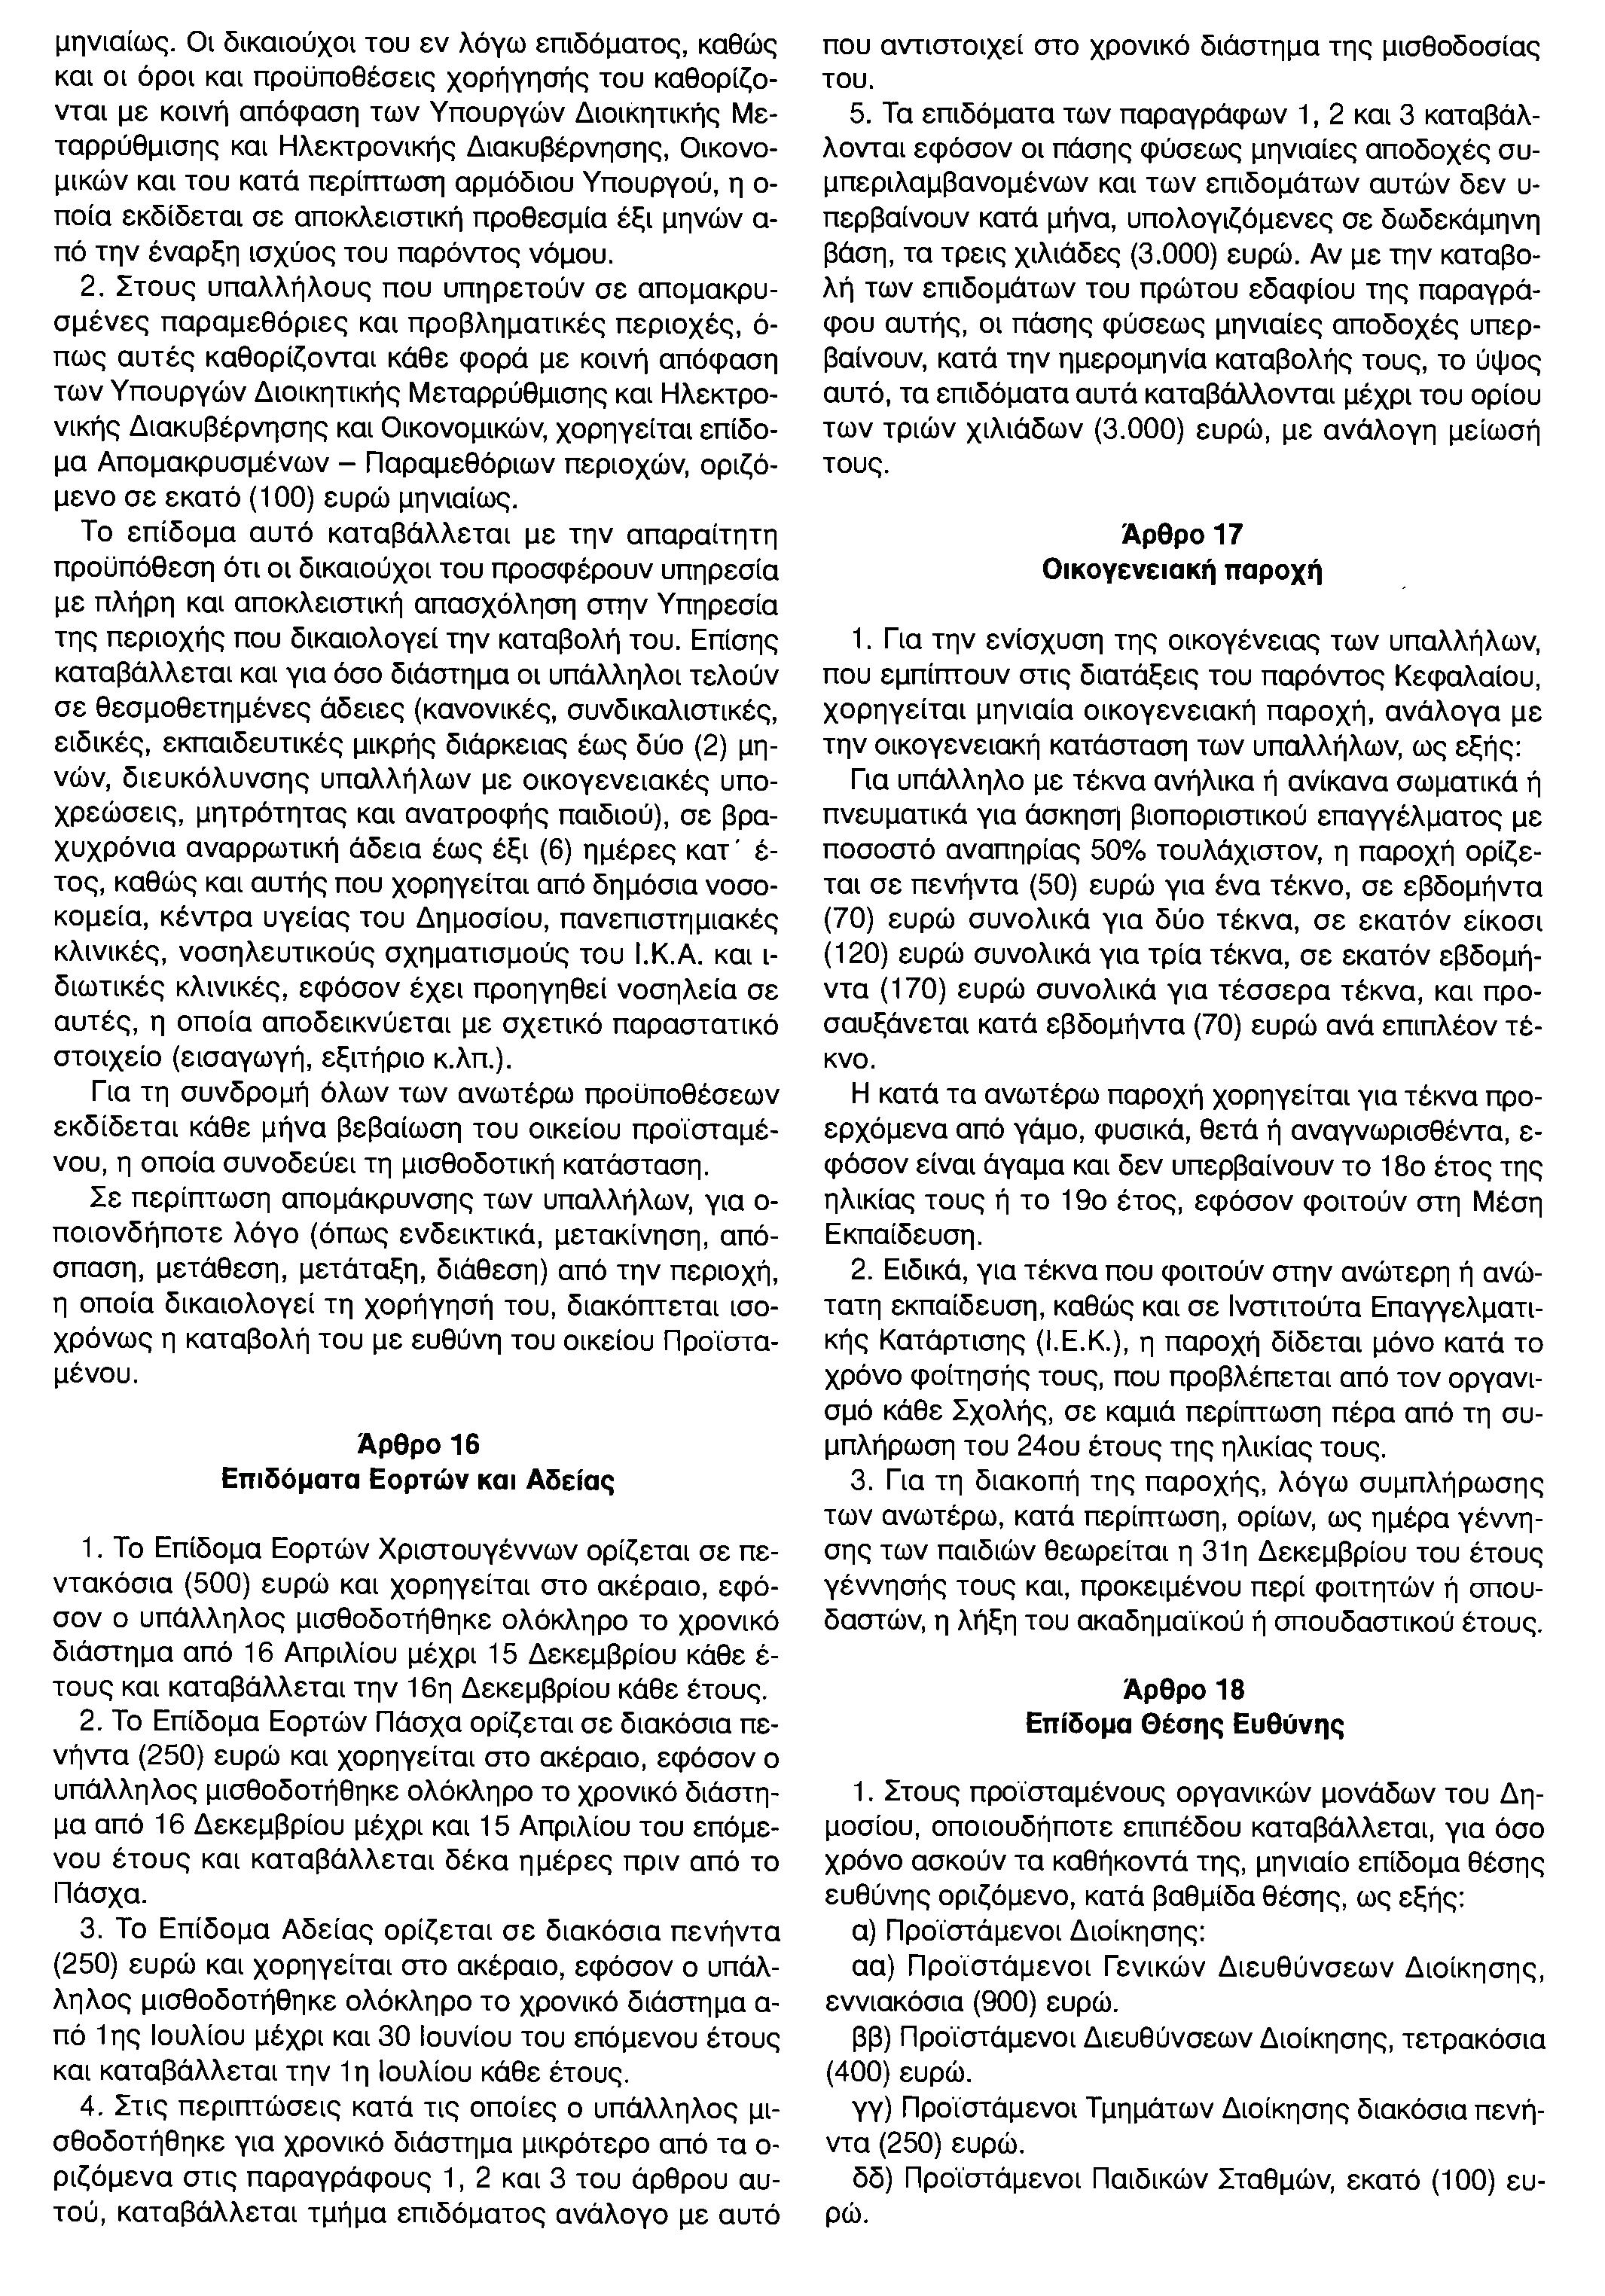 μηνιαίως. Οι δικαιούχοι του εν λόγω επιδόματος, καθώς
και οι όροι και προϋποθέσεις χορήγησής του καθορίζο-
νται με κοινή απόφαση των Υπουργών Διοικητικής Με-
ταρρύθμισης και Ηλεκτρονικής Διακυβέρνησης, Οικονο-
μικών και του κατά περίπτωση αρμόδιου Υπουργού, η ο-
ποία εκδίδεται σε αποκλειστική προθεσμία έξι μηνών α-
πό την έναρξη ισχύος του παρόντος νόμου.
2. Στους υπαλλήλους που υπηρετούν σε απομακρυ-
σμένες παραμεθόριες και προβληματικές περιοχές, ό-
πως αυτές καθορίζονται κάθε φορά με κοινή απόφαση
των Υπουργών Διοικητικής Μεταρρύθμισης και Ηλεκτρο-
νικής Διακυβέρνησης και Οικονομικών, χορηγείται επίδο-
μα Απομακρυσμένων – Παραμεθόριων περιοχών, οριζό-
μενο σε εκατό (100) ευρώ μηνιαίως.
Το επίδομα αυτό καταβάλλεται με την απαραίτητη
προϋπόθεση ότι οι δικαιούχοι του προσφέρουν υπηρεσία
με πλήρη και αποκλειστική απασχόληση στην Υπηρεσία
της περιοχής που δικαιολογεί την καταβολή του. Επίσης
καταβάλλεται και για όσο διάστημα οι υπάλληλοι τελούν
σε θεσμοθετημένες άδειες (κανονικές, συνδικαλιστικές,
ειδικές, εκπαιδευτικές μικρής διάρκειας έως δύο (2) μη-
νών, διευκόλυνσης υπαλλήλων με οικογενειακές υπο-
χρεώσεις, μητρότητας και ανατροφής παιδιού), σε βρα-
χυχρόνια αναρρωτική άδεια έως έξι (6) ημέρες κατ΄ έ-
τος, καθώς και αυτής που χορηγείται από δημόσια νοσο-
κομεία, κέντρα υγείας του Δημοσίου, πανεπιστημιακές
κλινικές, νοσηλευτικούς σχηματισμούς του Ι.Κ.Α. και ι-
διωτικές κλινικές, εφόσον έχει προηγηθεί νοσηλεία σε
αυτές, η οποία αποδεικνύεται με σχετικό παραστατικό
στοιχείο (εισαγωγή, εξιτήριο κ.λπ.).
Για τη συνδρομή όλων των ανωτέρω προϋποθέσεων
εκδίδεται κάθε μήνα βεβαίωση του οικείου προϊσταμέ-
νου, η οποία συνοδεύει τη μισθοδοτική κατάσταση.
Σε περίπτωση απομάκρυνσης των υπαλλήλων, για ο-
ποιονδήποτε λόγο (όπως ενδεικτικά, μετακίνηση, από-
σπαση, μετάθεση, μετάταξη, διάθεση) από την περιοχή,
η οποία δικαιολογεί τη χορήγησή του, διακόπτεται ισο-
χρόνως η καταβολή του με ευθύνη του οικείου Προϊστα-
μένου.
Άρθρο 16
Επιδόματα Εορτών και Αδείας
1. Το Επίδομα Εορτών Χριστουγέννων ορίζεται σε πε-
ντακόσια (500) ευρώ και χορηγείται στο ακέραιο, εφό-
σον ο υπάλληλος μισθοδοτήθηκε ολόκληρο το χρονικό
διάστημα από 16 Απριλίου μέχρι 15 Δεκεμβρίου κάθε έ-
τους και καταβάλλεται την 16η Δεκεμβρίου κάθε έτους.
2. Το Επίδομα Εορτών Πάσχα ορίζεται σε διακόσια πε-
νήντα (250) ευρώ και χορηγείται στο ακέραιο, εφόσον ο
υπάλληλος μισθοδοτήθηκε ολόκληρο το χρονικό διάστη-
μα από 16 Δεκεμβρίου μέχρι και 15 Απριλίου του επόμε-
νου έτους και καταβάλλεται δέκα ημέρες πριν από το
Πάσχα.
3. Το Επίδομα Αδείας ορίζεται σε διακόσια πενήντα
(250) ευρώ και χορηγείται στο ακέραιο, εφόσον ο υπάλ-
ληλος μισθοδοτήθηκε ολόκληρο το χρονικό διάστημα α-
πό 1ης Ιουλίου μέχρι και 30 Ιουνίου του επόμενου έτους
και καταβάλλεται την 1η Ιουλίου κάθε έτους.
4. Στις περιπτώσεις κατά τις οποίες ο υπάλληλος μι-
σθοδοτήθηκε για χρονικό διάστημα μικρότερο από τα ο-
ριζόμενα στις παραγράφους 1, 2 και 3 του άρθρου αυ-
τού, καταβάλλεται τμήμα επιδόματος ανάλογο με αυτό
που αντιστοιχεί στο χρονικό διάστημα της μισθοδοσίας
του.
5. Τα επιδόματα των παραγράφων 1, 2 και 3 καταβάλ-
λονται εφόσον οι πάσης φύσεως μηνιαίες αποδοχές συ-
μπεριλαμβανομένων και των επιδομάτων αυτών δεν υ-
περβαίνουν κατά μήνα, υπολογιζόμενες σε δωδεκάμηνη
βάση, τα τρεις χιλιάδες (3.000) ευρώ. Αν με την καταβο-
λή των επιδομάτων του πρώτου εδαφίου της παραγρά-
φου αυτής, οι πάσης φύσεως μηνιαίες αποδοχές υπερ-
βαίνουν, κατά την ημερομηνία καταβολής τους, το ύψος
αυτό, τα επιδόματα αυτά καταβάλλονται μέχρι του ορίου
των τριών χιλιάδων (3.000) ευρώ, με ανάλογη μείωσή
τους.
Άρθρο 17
Οικογενειακή παροχή
1. Για την ενίσχυση της οικογένειας των υπαλλήλων,
που εμπίπτουν στις διατάξεις του παρόντος Κεφαλαίου,
χορηγείται μηνιαία οικογενειακή παροχή, ανάλογα με
την οικογενειακή κατάσταση των υπαλλήλων, ως εξής:
Για υπάλληλο με τέκνα ανήλικα ή ανίκανα σωματικά ή
πνευματικά για άσκηση βιοποριστικού επαγγέλματος με
ποσοστό αναπηρίας 50% τουλάχιστον, η παροχή ορίζε-
ται σε πενήντα (50) ευρώ για ένα τέκνο, σε εβδομήντα
(70) ευρώ συνολικά για δύο τέκνα, σε εκατόν είκοσι
(120) ευρώ συνολικά για τρία τέκνα, σε εκατόν εβδομή-
ντα (170) ευρώ συνολικά για τέσσερα τέκνα, και προ-
σαυξάνεται κατά εβδομήντα (70) ευρώ ανά επιπλέον τέ-
κνο.
Η κατά τα ανωτέρω παροχή χορηγείται για τέκνα προ-
ερχόμενα από γάμο, φυσικά, θετά ή αναγνωρισθέντα, ε-
φόσον είναι άγαμα και δεν υπερβαίνουν το 18ο έτος της
ηλικίας τους ή το 19ο έτος, εφόσον φοιτούν στη Μέση
Εκπαίδευση.
2. Ειδικά, για τέκνα που φοιτούν στην ανώτερη ή ανώ-
τατη εκπαίδευση, καθώς και σε Ινστιτούτα Επαγγελματι-
κής Κατάρτισης (Ι.Ε.Κ.), η παροχή δίδεται μόνο κατά το
χρόνο φοίτησής τους, που προβλέπεται από τον οργανι-
σμό κάθε Σχολής, σε καμιά περίπτωση πέρα από τη συ-
μπλήρωση του 24ου έτους της ηλικίας τους.
3. Για τη διακοπή της παροχής, λόγω συμπλήρωσης
των ανωτέρω, κατά περίπτωση, ορίων, ως ημέρα γέννη-
σης των παιδιών θεωρείται η 31η Δεκεμβρίου του έτους
γέννησής τους και, προκειμένου περί φοιτητών ή σπου-
δαστών, η λήξη του ακαδημαϊκού ή σπουδαστικού έτους.
Άρθρο 18
Επίδομα Θέσης Ευθύνης
1. Στους προϊσταμένους οργανικών μονάδων του Δη-
μοσίου, οποιουδήποτε επιπέδου καταβάλλεται, για όσο
χρόνο ασκούν τα καθήκοντά της, μηνιαίο επίδομα θέσης
ευθύνης οριζόμενο, κατά βαθμίδα θέσης, ως εξής:
α) Προϊστάμενοι Διοίκησης:
αα) Προϊστάμενοι Γενικών Διευθύνσεων Διοίκησης,
εννιακόσια (900) ευρώ.
ββ) Προϊστάμενοι Διευθύνσεων Διοίκησης, τετρακόσια
(400) ευρώ.
γγ) Προϊστάμενοι Τμημάτων Διοίκησης διακόσια πενή-
ντα (250) ευρώ.
δδ) Προϊστάμενοι Παιδικών Σταθμών, εκατό (100) ευ-
ρώ.